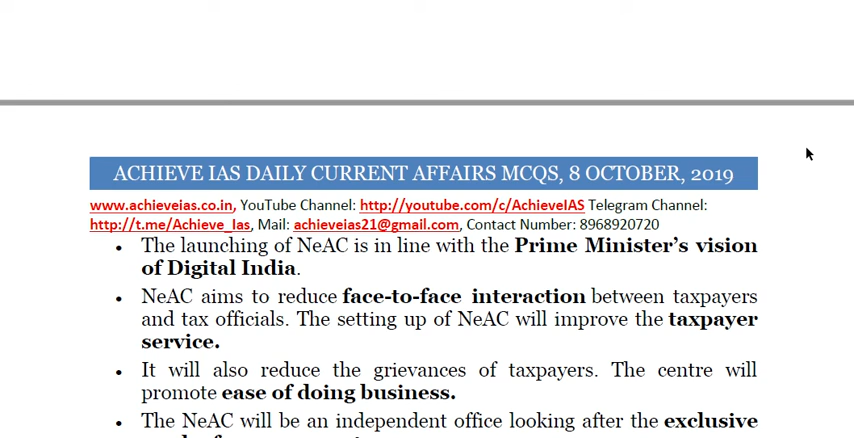 ACHIEVE IAS DAILY CURRENT AFFAIRS MCQS, 8 OCTOBER, 2019
www.achieveias.co.in, YouTube Channel: http://youtube.com/c/AchieveIAS Telegram Channel:
http://t.me/Achieve_Ias, Mail: achieveias21@gmail.com, Contact Number: 8968920720
• The launching of NeAC is in line with the Prime Minister's vision
of Digital India.
• NeAC aims to reduce face-to-face interaction between taxpayers
and tax officials. The setting up of NeAC will improve the taxpayer
service.
• It will also reduce the grievances of taxpayers. The centre will
promote ease of doing business.
• The NeAC will be an independent office looking after the exclusive